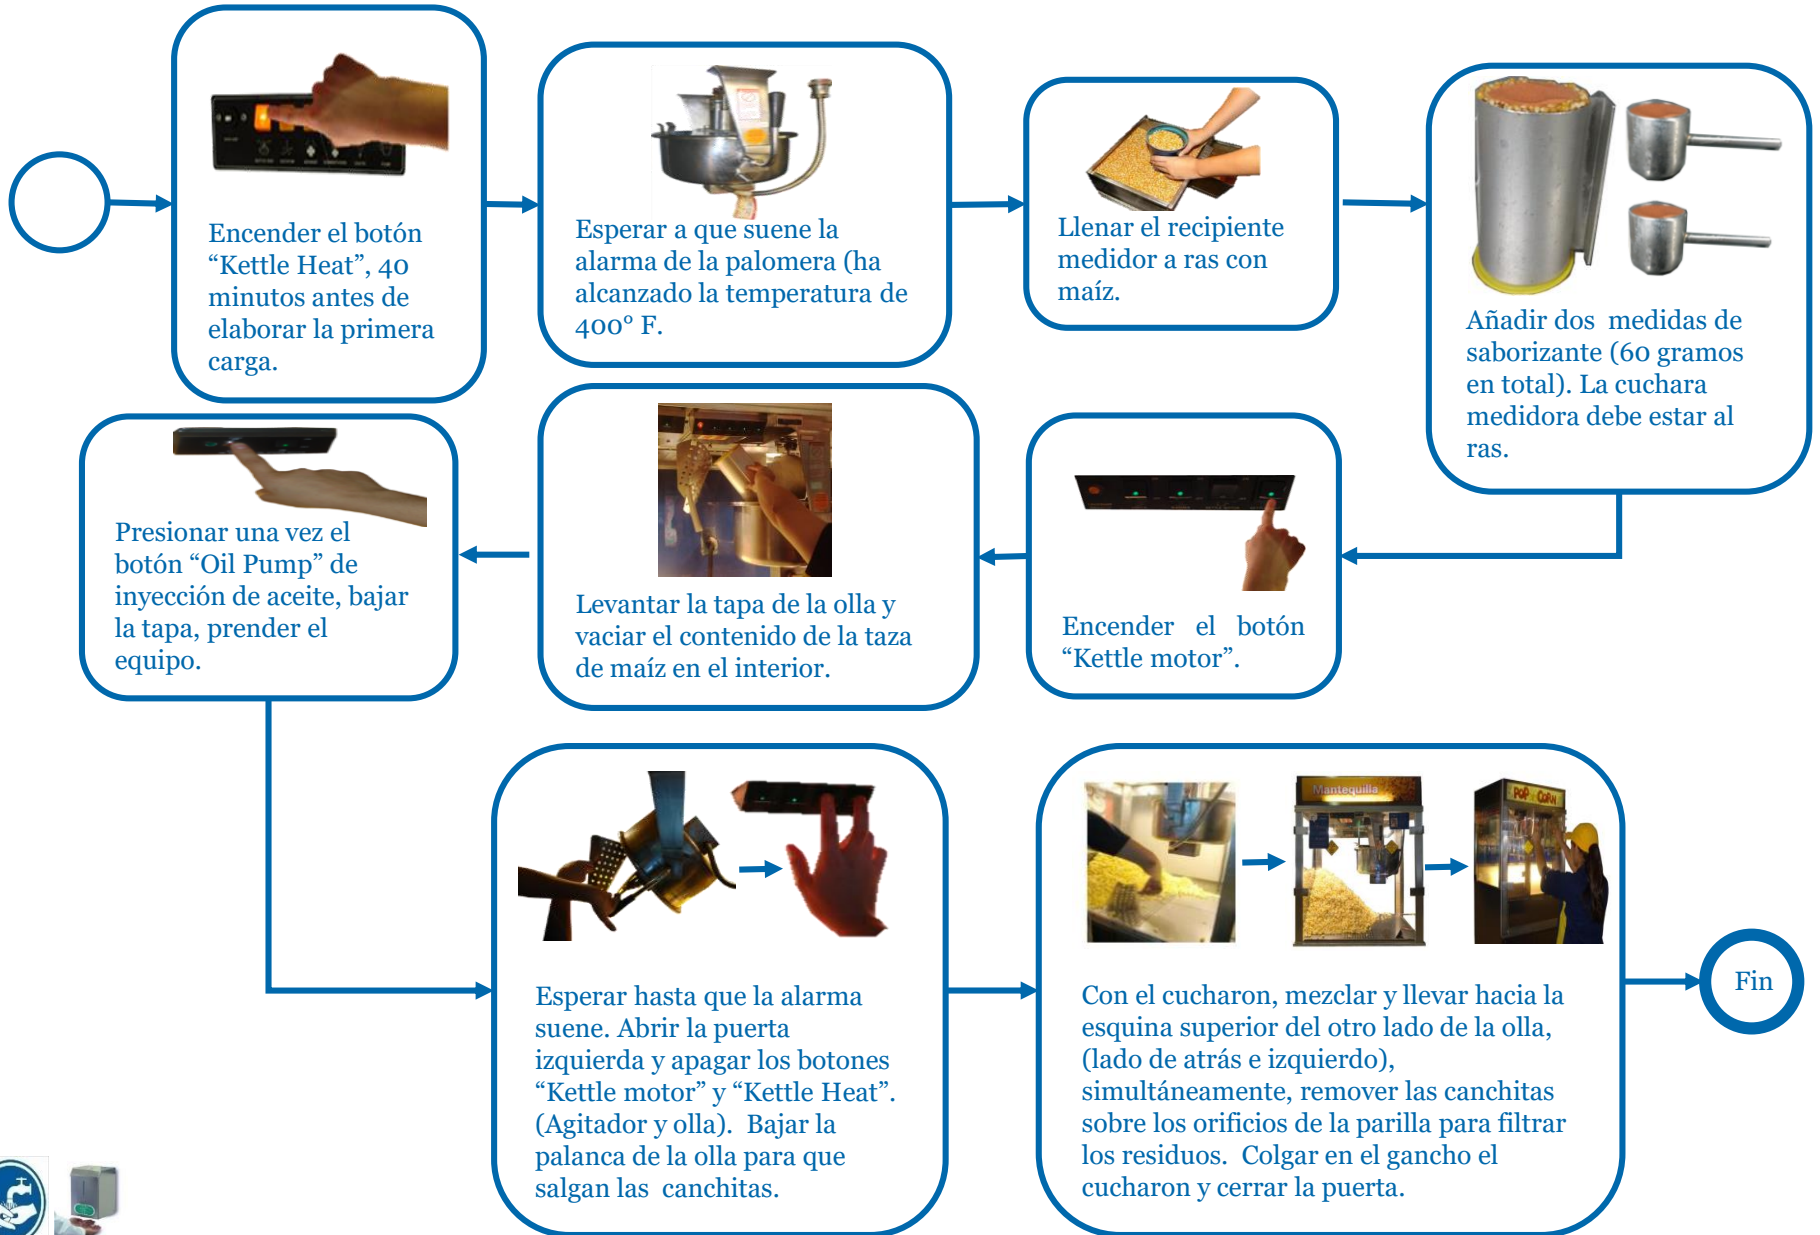 Encender el botón
“Kettle Heat”, 40
minutos antes de
elaborar la primera
carga.
Esperar a que suene la
alarma de la palomera (ha
alcanzado la temperatura de
400° F.
Llenar el recipiente
medidor a ras con
maíz.
Añadir dos medidas de
saborizante (60 gramos
en total). La cuchara
medidora debe estar al
ras.
Encender el botón
“Kettle motor”.
Levantar la tapa de la olla y
vaciar el contenido de la taza
de maíz en el interior.
Presionar una vez el
botón “Oil Pump” de
inyección de aceite, bajar
la tapa, prender el
equipo.
Esperar hasta que la alarma
suene. Abrir la puerta
izquierda y apagar los botones
“Kettle motor” y “Kettle Heat”.
(Agitador y olla). Bajar la
palanca de la olla para que
salgan las canchitas.
Mantequilla
POP CORN
Con el cucharon, mezclar y llevar hacia la
esquina superior del otro lado de la olla,
(lado de atrás e izquierdo),
simultáneamente, remover las canchitas
sobre los orificios de la parilla para filtrar
los residuos. Colgar en el gancho el
cucharon y cerrar la puerta.
Fin